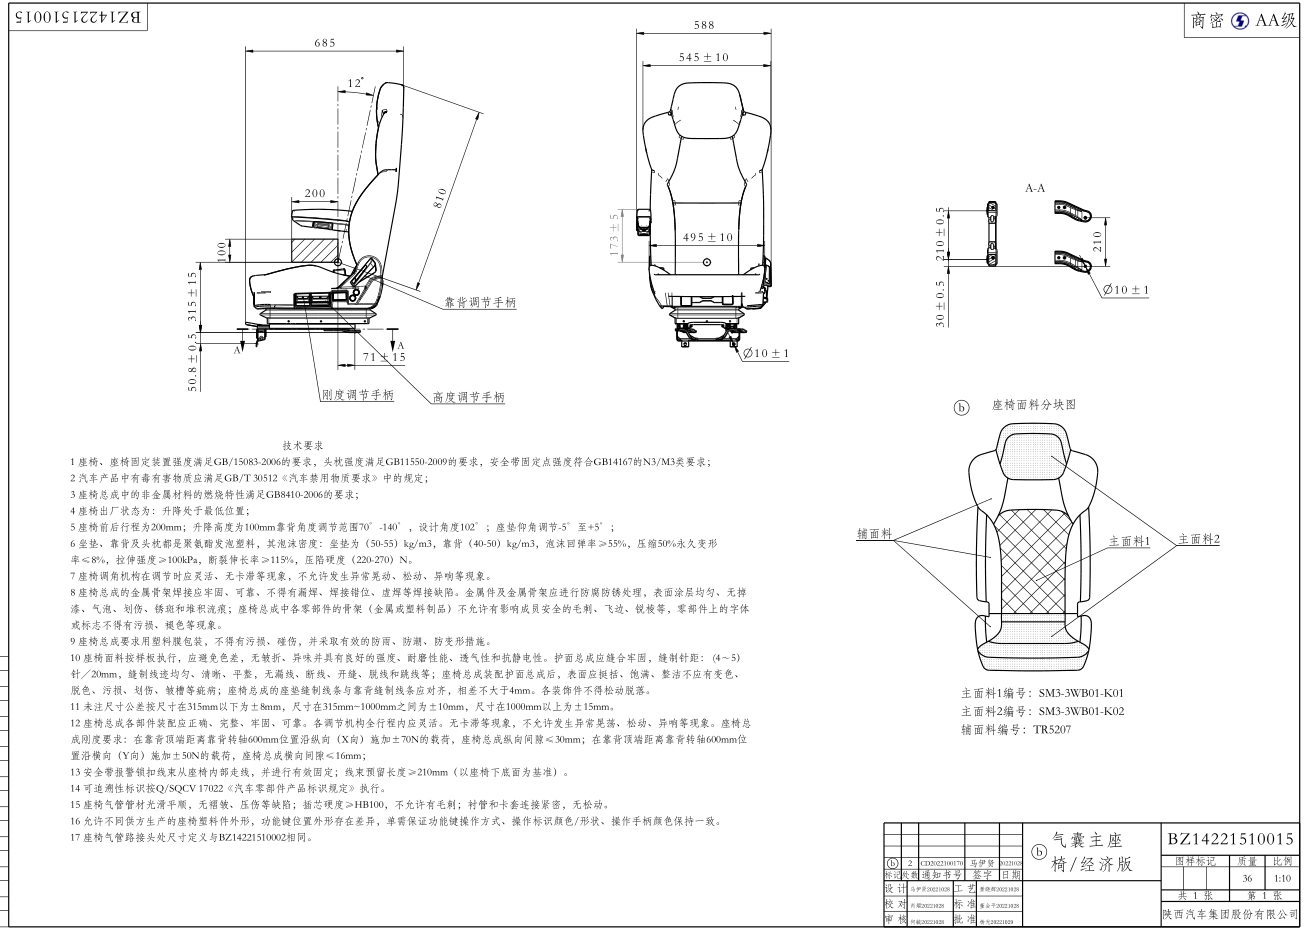 BZ14221510015
商密 AA级
685
12°
200
100
315±15
50.8±0.5
810
A
A
71±15
靠背调节手柄
刚度调节手柄
高度调节手柄
588
545±10
173±5
495±10
∅10±1
A-A
210±0.5
30±0.5
210
∅10±1
b 座椅面料分块图
辅面料
主面料1
主面料2
主面料1编号：SM3-3WB01-K01
主面料2编号：SM3-3WB01-K02
辅面料编号：TR5207
技术要求
1 座椅、座椅固定装置强度满足GB/15083-2006的要求，头枕强度满足GB11550-2009的要求，安全带固定点强度符合GB14167的N3/M3类要求；
2 汽车产品中有毒有害物质应满足GB/T 30512《汽车禁用物质要求》中的规定；
3 座椅总成中的非金属材料的燃烧特性满足GB8410-2006的要求；
4 座椅出厂状态为：升降处于最低位置；
5 座椅前后行程为200mm；升降高度为100mm靠背角度调节范围70°-140°，设计角度102°；座垫仰角调节-5°至+5°；
6 坐垫、靠背及头枕都是聚氨酯发泡塑料，其泡沫密度：坐垫为（50-55）kg/m3，靠背（40-50）kg/m3，泡沫回弹率≥55%，压缩50%永久变形
率≤8%，拉伸强度≥100kPa，断裂伸长率≥115%，压陷硬度（220-270）N。
7 座椅调角机构在调节时应灵活、无卡滞等现象，不允许发生异常晃动、松动、异响等现象。
8 座椅总成的金属骨架焊接应牢固、可靠、不得有漏焊、焊接错位、虚焊等焊接缺陷。金属件及金属骨架应进行防腐防锈处理，表面涂层均匀、无掉
漆、气泡、划伤、锈斑和堆积流痕；座椅总成中各零部件的骨架（金属或塑料制品）不允许有影响成员安全的毛刺、飞边、锐棱等，零部件上的字体
或标志不得有污损、褪色等现象。
9 座椅总成要求用塑料膜包装，不得有污损、碰伤，并采取有效的防雨、防潮、防变形措施。
10 座椅面料按样板执行，应避免色差，无皱折、异味并具有良好的强度、耐磨性能、透气性和抗静电性。护面总成应缝合牢固，缝制针距：（4~5）
针／20mm，缝制线迹均匀、清晰、平整，无漏线、断线、开缝、脱线和跳线等；座椅总成装配护面总成后，表面应挺括、饱满、整洁不应有变色、
脱色、污损、划伤、皱槽等疵病；座椅总成的座垫缝制线条与靠背缝制线条应对齐，相差不大于4mm。各装饰件不得松动脱落。
11 未注尺寸公差按尺寸在315mm以下为±8mm，尺寸在315mm~1000mm之间为±10mm，尺寸在1000mm以上为±15mm。
12 座椅总成各部件装配应正确、完整、牢固、可靠。各调节机构全行程内应灵活。无卡滞等现象，不允许发生异常晃荡、松动、异响等现象。座椅总
成刚度要求：在靠背顶端距离靠背转轴600mm位置沿纵向（X向）施加±70N的载荷，座椅总成纵向间隙≤30mm；在靠背顶端距离靠背转轴600mm位
置沿横向（Y向）施加±50N的载荷，座椅总成横向间隙≤16mm；
13 安全带报警锁扣线束从座椅内部走线，并进行有效固定；线束预留长度≥210mm（以座椅下底面为基准）。
14 可追溯性标识按Q/SQCV 17022《汽车零部件产品标识规定》执行。
15 座椅气管管材光滑平顺，无褶皱、压伤等缺陷；插芯硬度≥HB100，不允许有毛刺；衬管和卡套连接紧密，无松动。
16 允许不同供方生产的座椅塑料件外形，功能键位置外形存在差异，单需保证功能键操作方式、操作标识颜色/形状、操作手柄颜色保持一致。
17 座椅气管路接头处尺寸定义与BZ14221510002相同。
b 2 CD2022100170 马伊贤 20221028
标记 处数 通知书号 签字 日期
设计 马伊贤20221028 工艺
校对 标准
审核 批准
b 气囊主座
椅/经济版
BZ14221510015
图样标记 质量 比例
36 1:10
共 1 张 第 1 张
陕西汽车集团股份有限公司